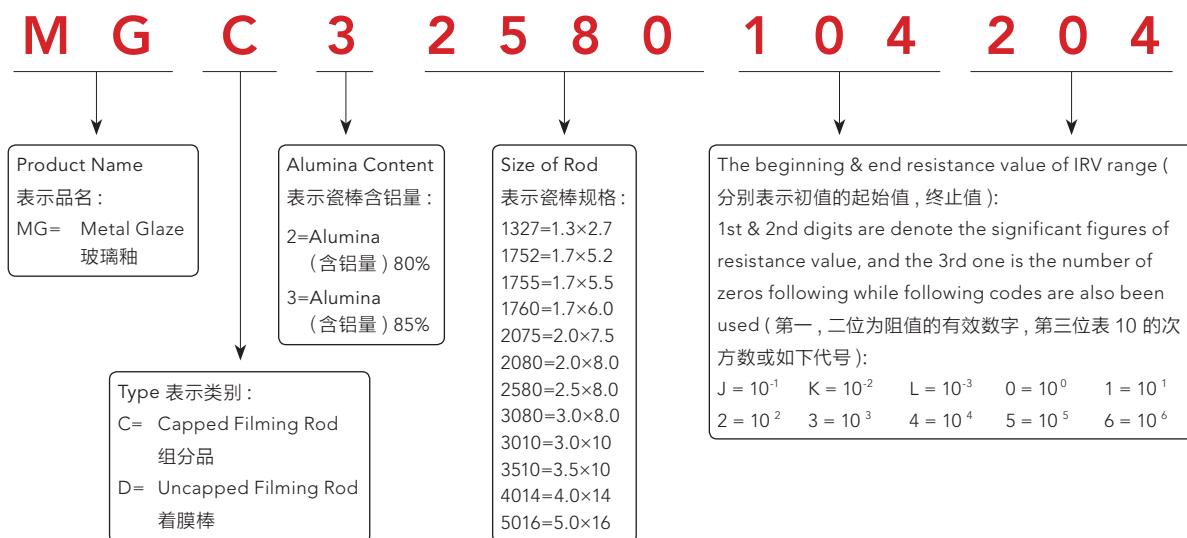 M G C 3 2 5 8 0 1 0 4 2 0 4
Product Name
表示品名 :
MG= Metal Glaze
玻璃釉
Type 表示类别 :
C= Capped Filming Rod
组分品
D= Uncapped Filming Rod
着膜棒
Alumina Content
表示瓷棒含铝量 :
2=Alumina
(含铝量 ) 80%
3=Alumina
(含铝量 ) 85%
Size of Rod
表示瓷棒规格 :
1327=1.3×2.7
1752=1.7×5.2
1755=1.7×5.5
1760=1.7×6.0
2075=2.0×7.5
2080=2.0×8.0
2580=2.5×8.0
3080=3.0×8.0
3010=3.0×10
3510=3.5×10
4014=4.0×14
5016=5.0×16
The beginning & end resistance value of IRV range (
分别表示初值的起始值 , 终止值 ):
1st & 2nd digits are denote the significant figures of
resistance value, and the 3rd one is the number of
zeros following while following codes are also been
used ( 第一 , 二位为阻值的有效数字 , 第三位表 10 的次
方数或如下代号 ):
J = 10⁻¹ K = 10⁻² L = 10⁻³ 0 = 10⁰ 1 = 10¹
2 = 10² 3 = 10³ 4 = 10⁴ 5 = 10⁵ 6 = 10⁶